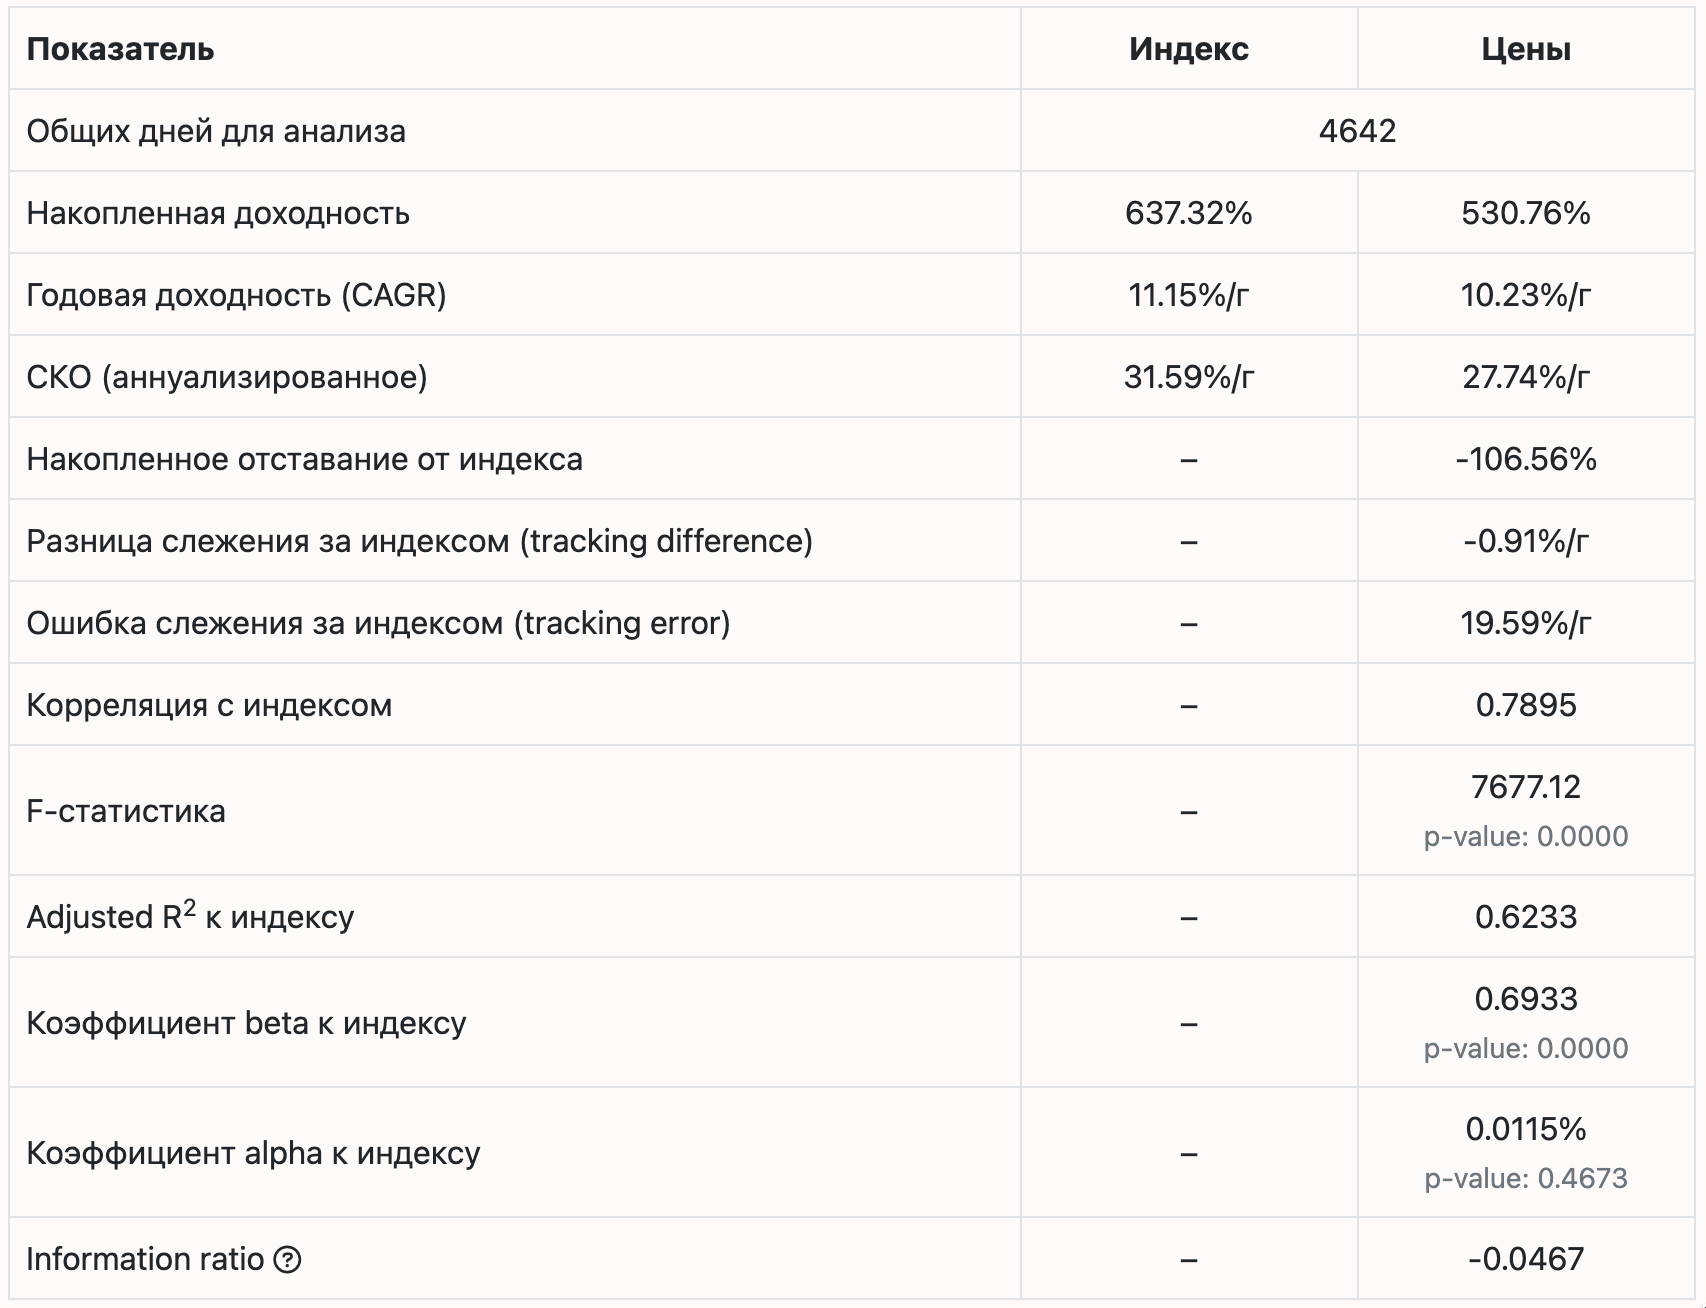 Показатель Индекс Цены
Общих дней для анализа 4642
Накопленная доходность 637.32% 530.76%
Годовая доходность (CAGR) 11.15%/г 10.23%/г
СКО (аннуализированное) 31.59%/г 27.74%/г
Накопленное отставание от индекса – -106.56%
Разница слежения за индексом (tracking difference) – -0.91%/г
Ошибка слежения за индексом (tracking error) – 19.59%/г
Корреляция с индексом – 0.7895
F-статистика – 7677.12
p-value: 0.0000
Adjusted R² к индексу – 0.6233
Коэффициент beta к индексу – 0.6933
p-value: 0.0000
Коэффициент alpha к индексу – 0.0115%
p-value: 0.4673
Information ratio ? – -0.0467